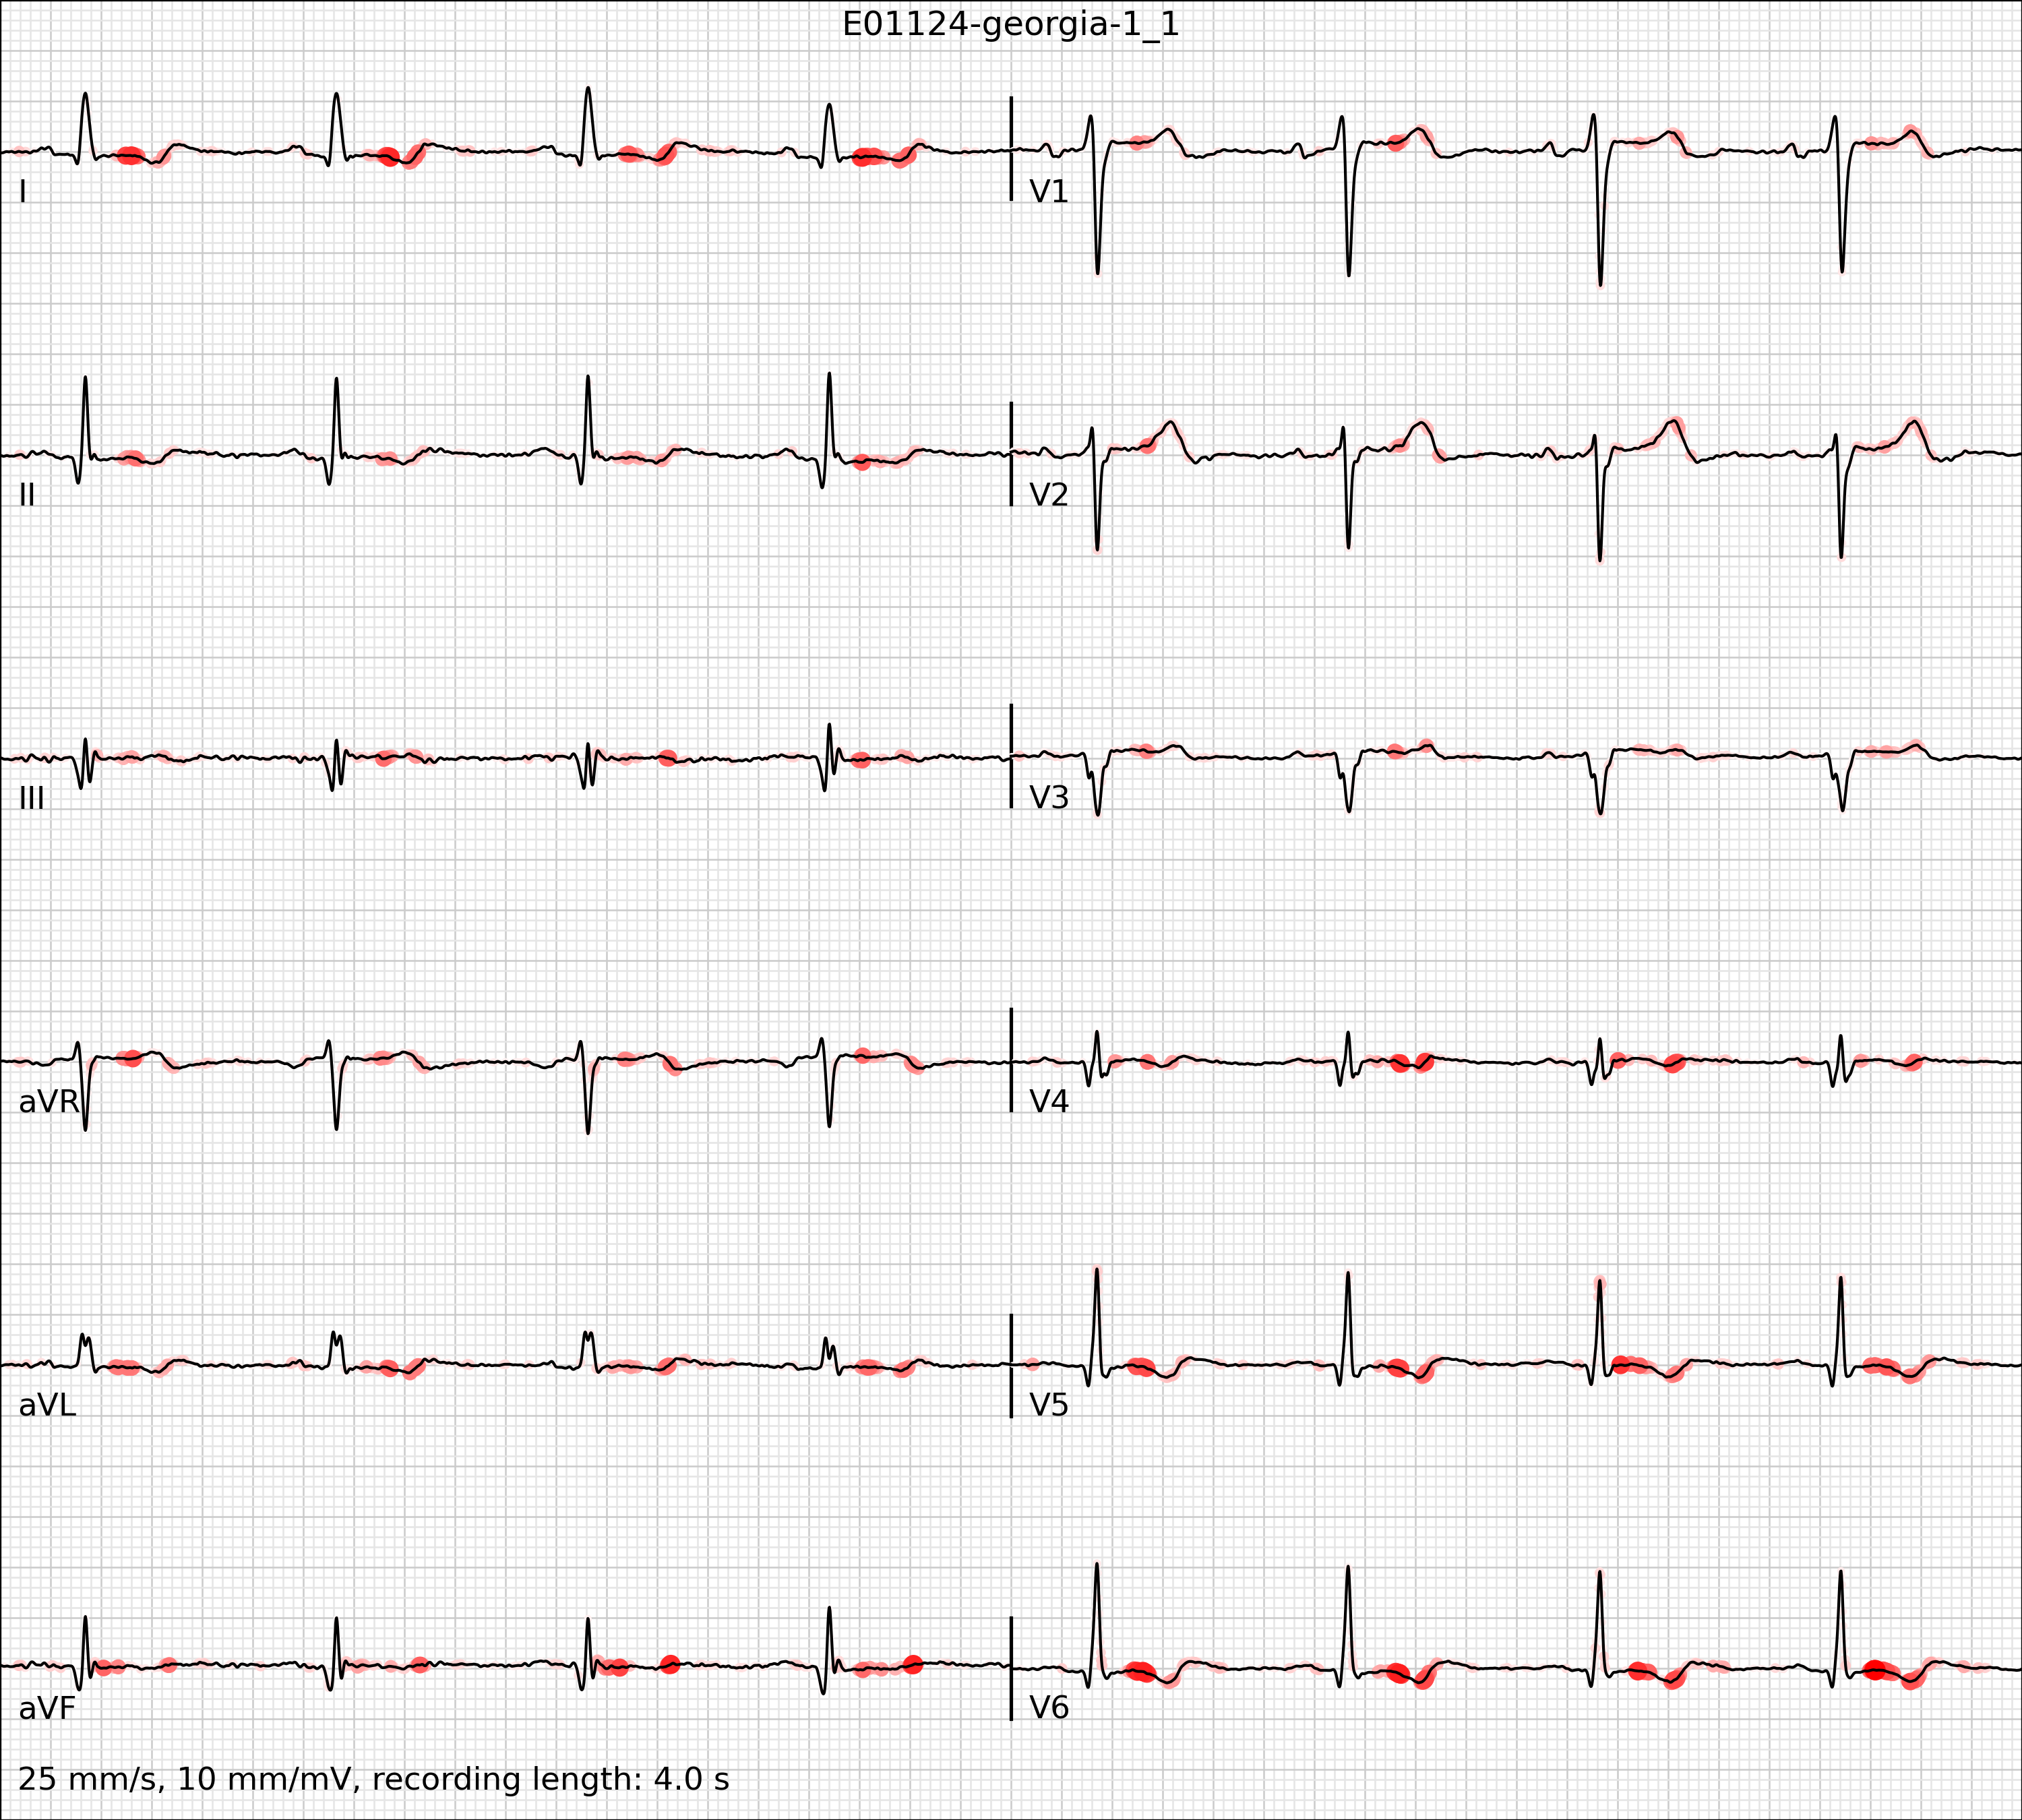 E01124-georgia-1_1
I
V1
II
V2
III
V3
aVR
V4
aVL
V5
aVF
V6
25 mm/s, 10 mm/mV, recording length: 4.0 s